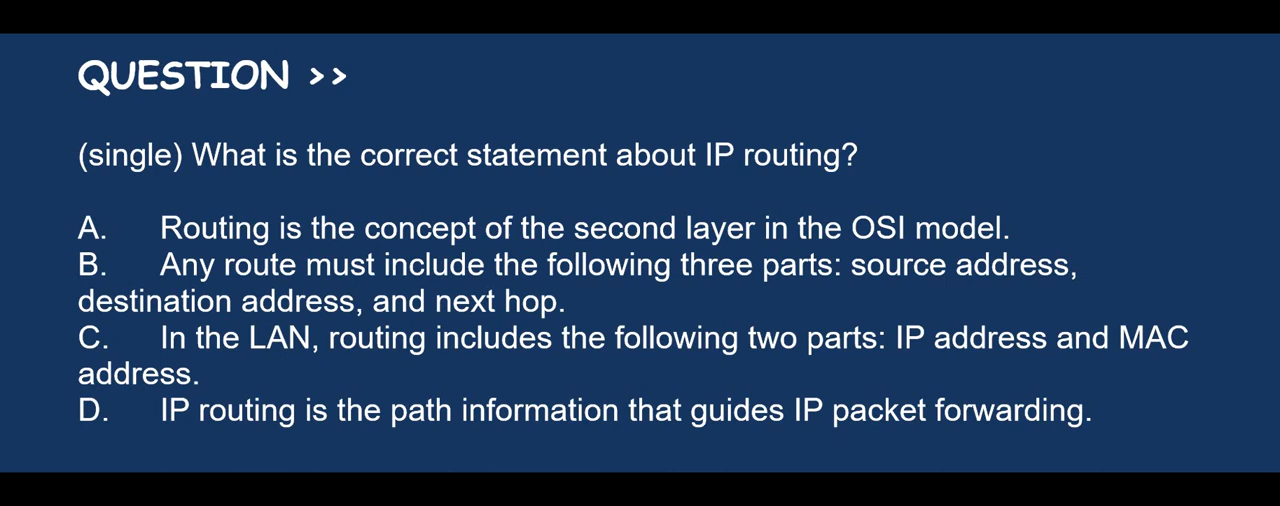 QUESTION >>
(single) What is the correct statement about IP routing?
A. Routing is the concept of the second layer in the OSI model.
B. Any route must include the following three parts: source address,
destination address, and next hop.
C. In the LAN, routing includes the following two parts: IP address and MAC
address.
D. IP routing is the path information that guides IP packet forwarding.